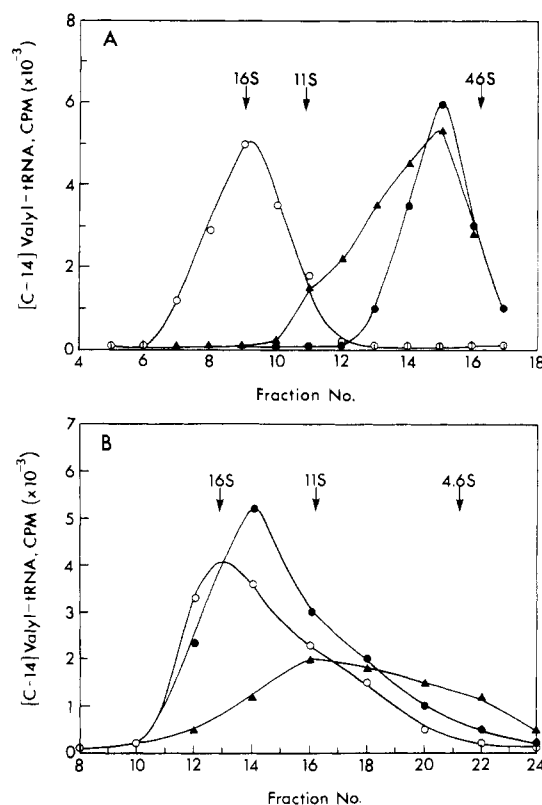 A
[C-14] Valyl-tRNA, CPM (x10⁻³)
8
6
4
2
0
16S
11S
46S
4
6
8
10
12
14
16
18
Fraction No.
B
[C-14] Valyl-tRNA, CPM (x10⁻³)
7
6
5
4
3
2
1
0
16S
11S
4.6S
8
10
12
14
16
18
20
22
24
Fraction No.